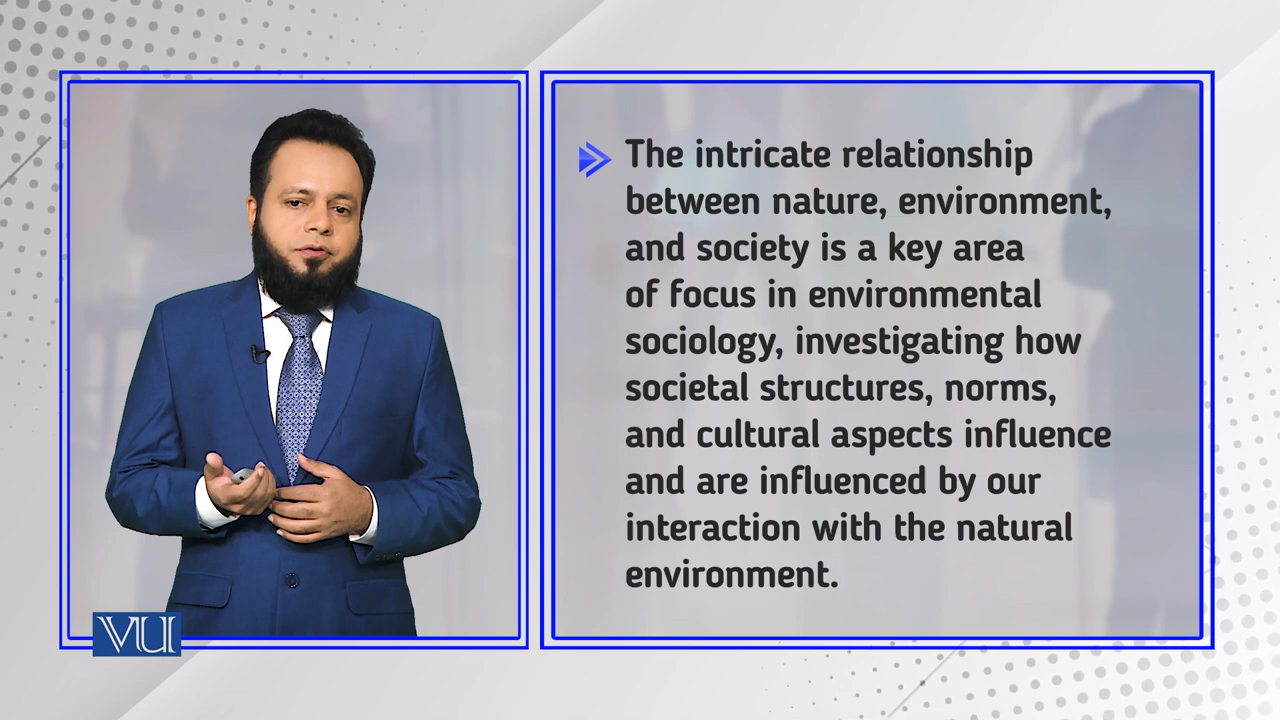 The intricate relationship
between nature, environment,
and society is a key area
of focus in environmental
sociology, investigating how
societal structures, norms,
and cultural aspects influence
and are influenced by our
interaction with the natural
environment.
VU